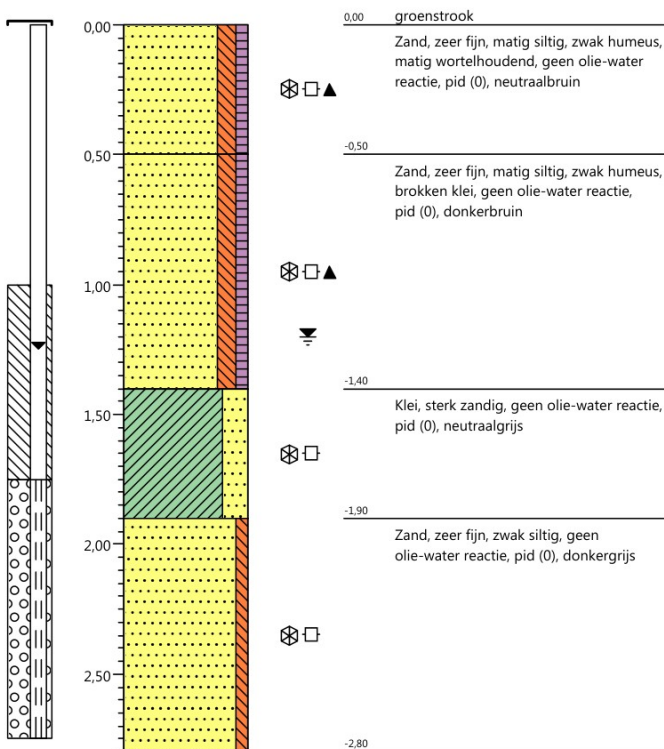 0,00
0,50
1,00
1,50
2,00
2,50
0,00 groenstrook
Zand, zeer fijn, matig siltig, zwak humeus,
matig wortelhoudend, geen olie-water
reactie, pid (0), neutraalbruin
-0,50
Zand, zeer fijn, matig siltig, zwak humeus,
brokken klei, geen olie-water reactie,
pid (0), donkerbruin
-1,40
Klei, sterk zandig, geen olie-water reactie,
pid (0), neutraalgrijs
-1,90
Zand, zeer fijn, zwak siltig, geen
olie-water reactie, pid (0), donkergrijs
-2,80